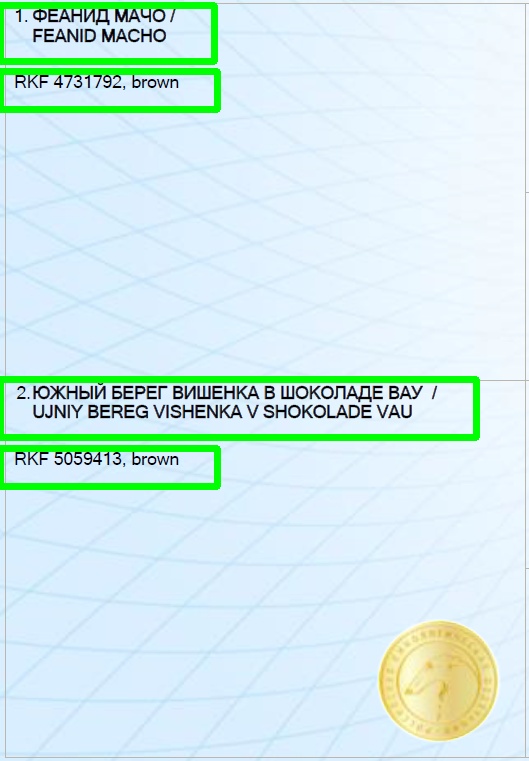 1. ФЕАНИД МАЧО /
FEANID MACHO
RKF 4731792, brown
2. ЮЖНЫЙ БЕРЕГ ВИШЕНКА В ШОКОЛАДЕ ВАУ /
UJNIY BEREG VISHENKA V SHOKOLADE VAU
RKF 5059413, brown